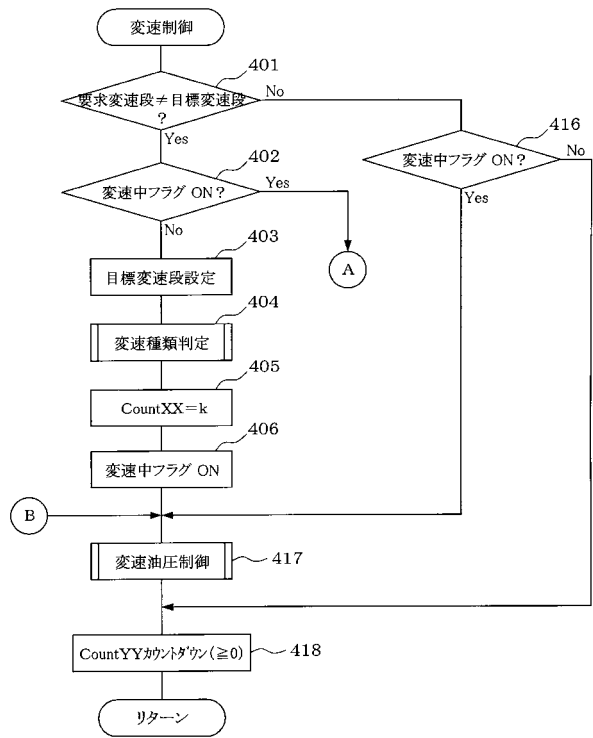 変速制御
401
要求変速段≠目標変速段
?
No
Yes
416
変速中フラグ ON?
No
Yes
402
変速中フラグ ON?
Yes
No
A
403
目標変速段設定
404
変速種類判定
405
CountXX=k
406
変速中フラグ ON
B
変速油圧制御
417
CountYYカウントダウン(≧0)
418
リターン